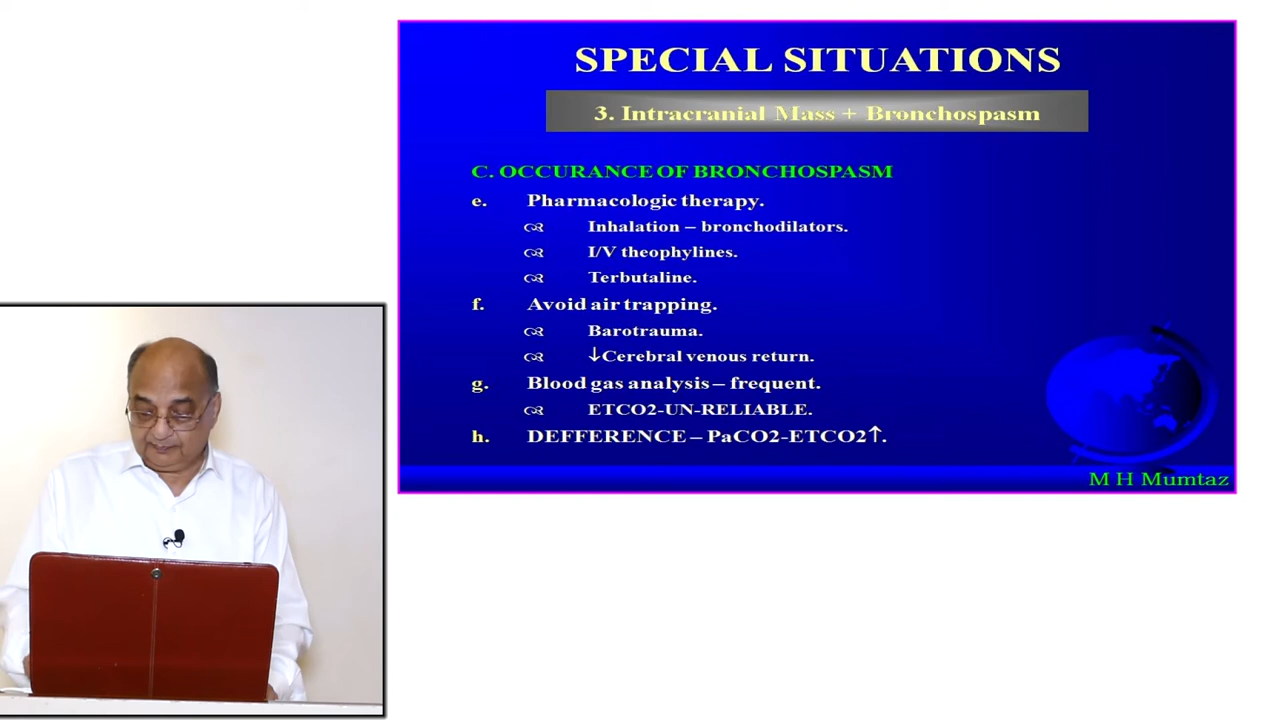 SPECIAL SITUATIONS
3. Intracranial Mass + Bronchospasm
C. OCCURANCE OF BRONCHOSPASM
e. Pharmacologic therapy.
Inhalation – bronchodilators.
I/V theophylines.
Terbutaline.
f. Avoid air trapping.
Barotrauma.
↓Cerebral venous return.
g. Blood gas analysis – frequent.
ETCO2-UN-RELIABLE.
h. DEFFERENCE – PaCO2-ETCO2↑.
M H Mumtaz